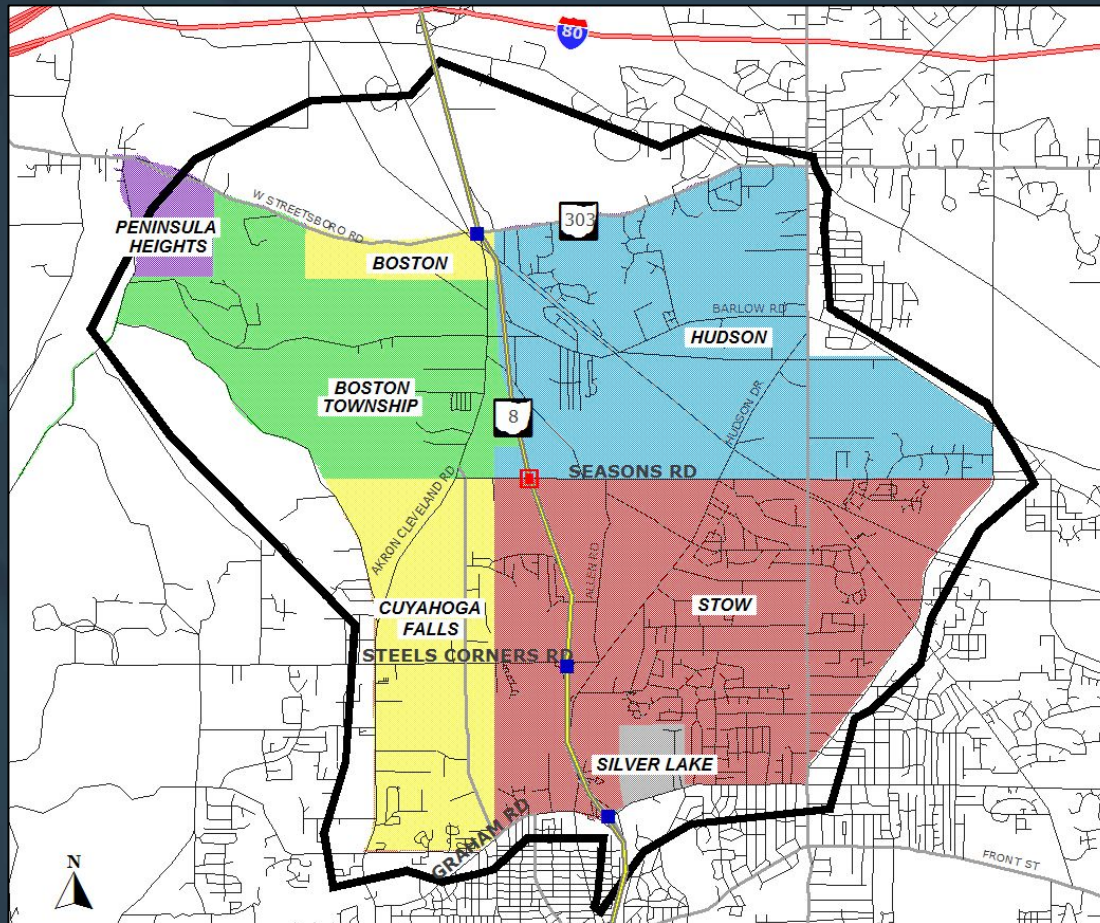 80
W STREETSBORO RD
303
PENINSULA
HEIGHTS
BOSTON
BARLOW RD
HUDSON
BOSTON
TOWNSHIP
8
HUDSON DR
SEASONS RD
AKRON CLEVELAND RD
ALLEN RD
CUYAHOGA
FALLS
STOW
STEELS CORNERS RD
SILVER LAKE
GRAHAM RD
FRONT ST
N